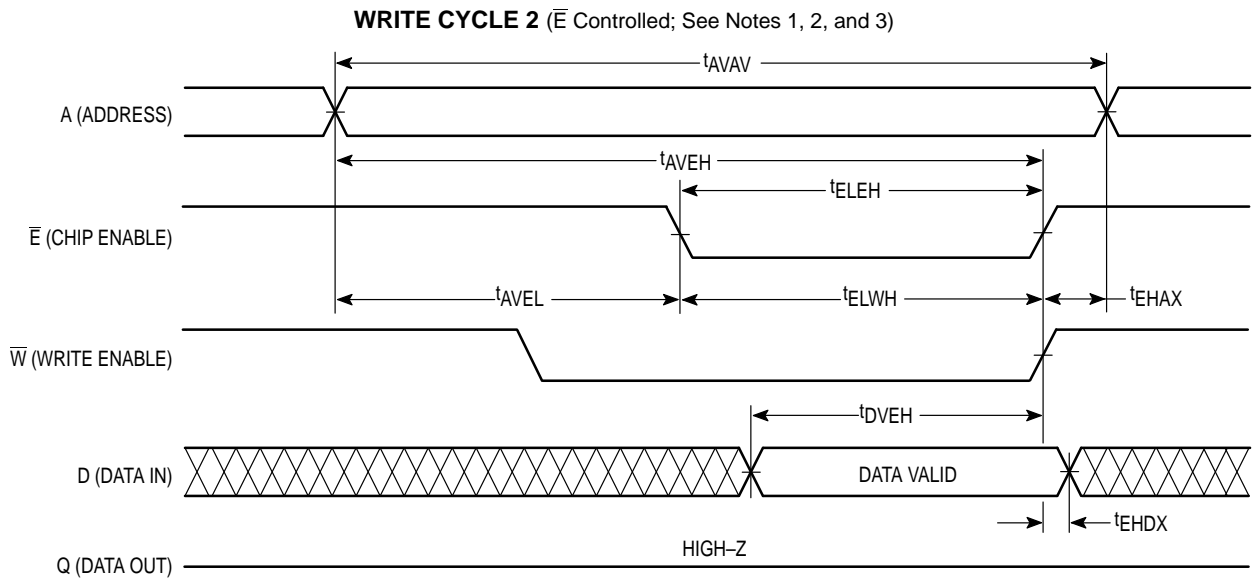 WRITE CYCLE 2 (E̅ Controlled; See Notes 1, 2, and 3)
tAVAV
A (ADDRESS)
tAVEH
tELEH
E̅ (CHIP ENABLE)
tAVEL
tELWH
tEHAX
W̅ (WRITE ENABLE)
tDVEH
D (DATA IN)
DATA VALID
tEHDX
HIGH–Z
Q (DATA OUT)